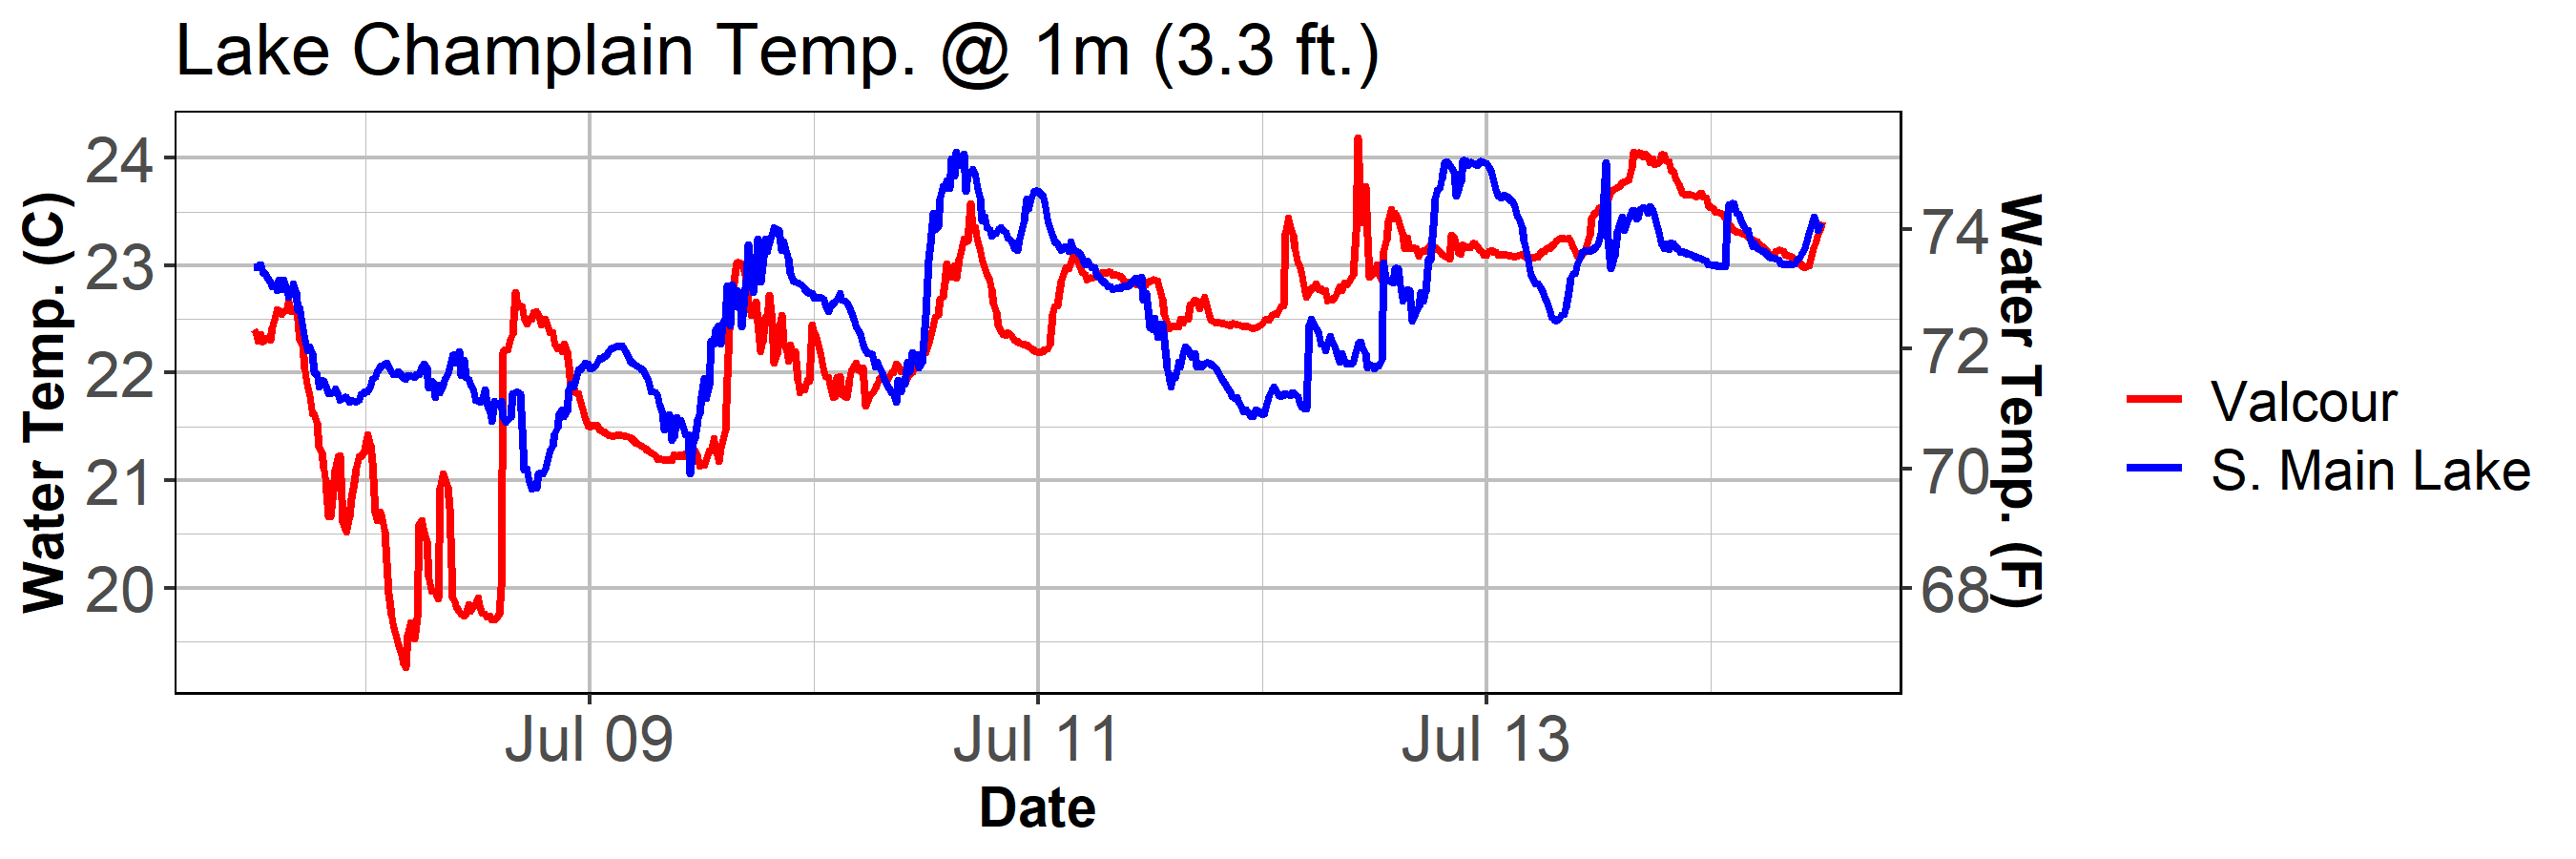 Lake Champlain Temp. @ 1m (3.3 ft.)
Water Temp. (C)
24
23
22
21
20
74
72
70
68
Water Temp. (F)
Jul 09
Jul 11
Jul 13
Date
Valcour
S. Main Lake